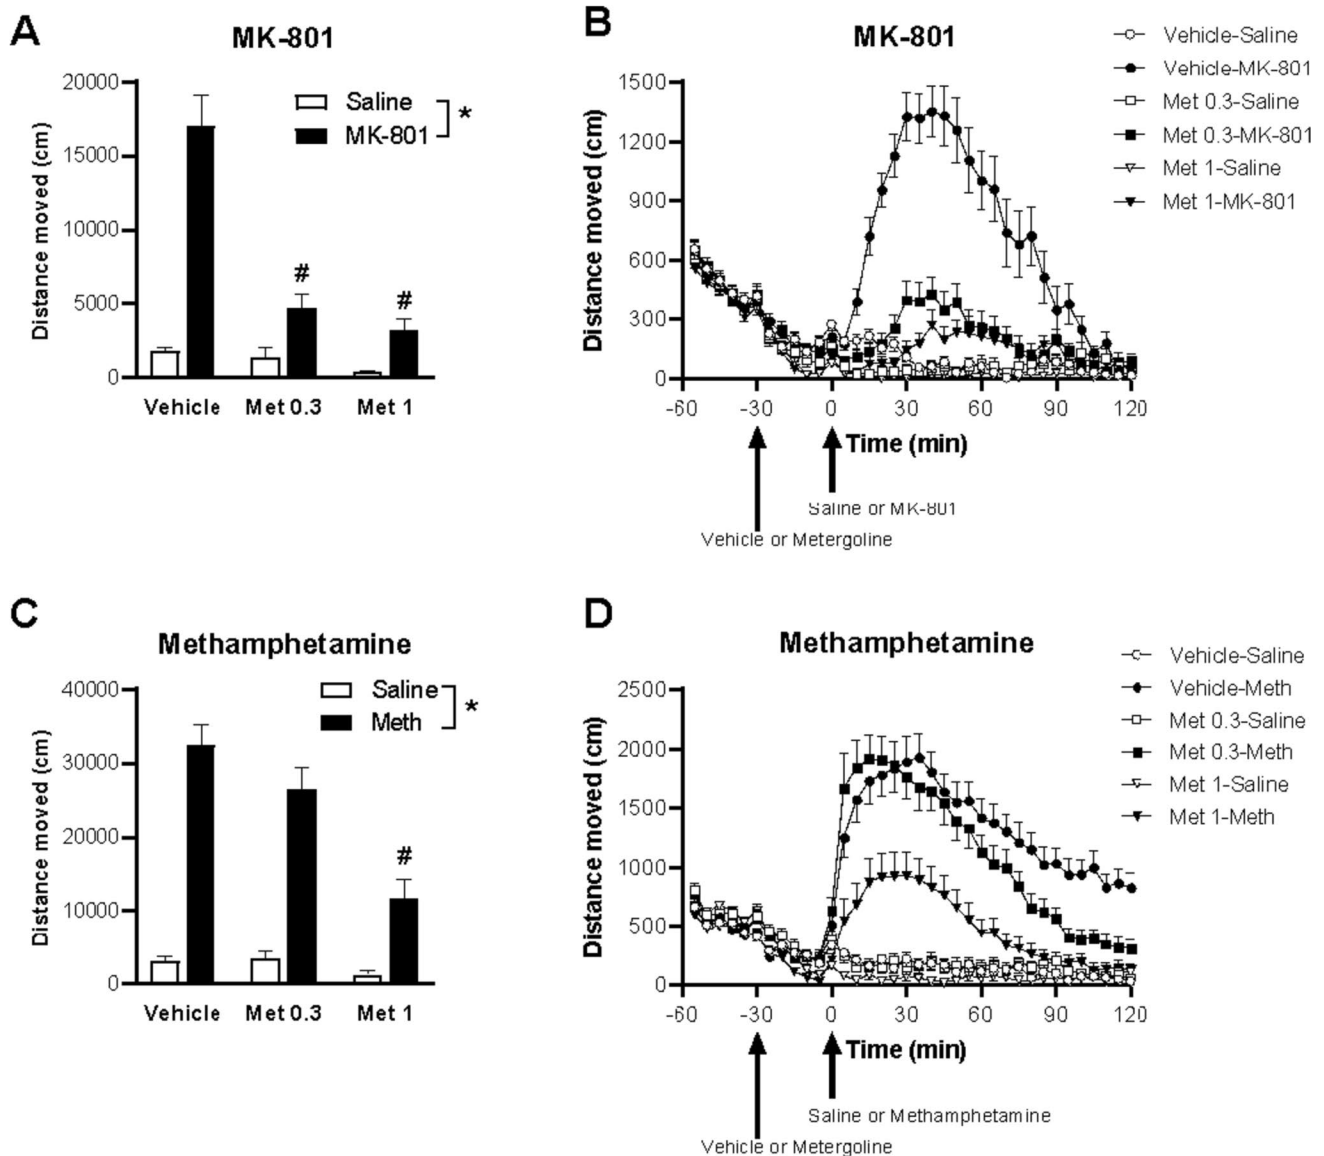 A
MK-801
Distance moved (cm)
20000
15000
10000
5000
0
Saline
MK-801
*
#
#
Vehicle Met 0.3 Met 1
B
MK-801
Distance moved (cm)
1500
1200
900
600
300
0
-60 -30 0 30 60 90 120
Time (min)
Saline or MK-801
Vehicle or Metergoline
Vehicle-Saline
Vehicle-MK-801
Met 0.3-Saline
Met 0.3-MK-801
Met 1-Saline
Met 1-MK-801
C
Methamphetamine
Distance moved (cm)
40000
30000
20000
10000
0
Saline
Meth
*
#
Vehicle Met 0.3 Met 1
D
Methamphetamine
Distance moved (cm)
2500
2000
1500
1000
500
0
-60 -30 0 30 60 90 120
Time (min)
Saline or Methamphetamine
Vehicle or Metergoline
Vehicle-Saline
Vehicle-Meth
Met 0.3-Saline
Met 0.3-Meth
Met 1-Saline
Met 1-Meth